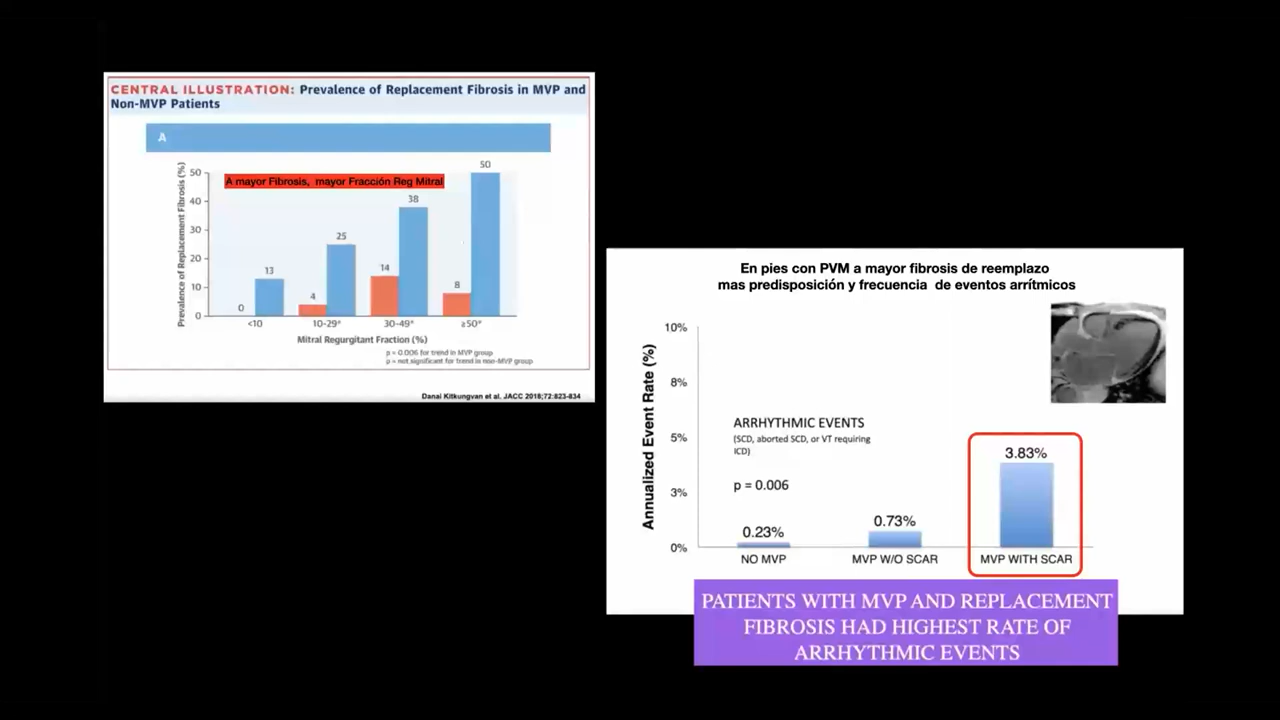 CENTRAL ILLUSTRATION: Prevalence of Replacement Fibrosis in MVP and
Non-MVP Patients
A
Prevalence of Replacement Fibrosis (%)
A mayor Fibrosis, mayor Fracción Reg Mitral
50
40
30
20
10
0
0
13
4
25
14
38
8
50
<10
10-29*
30-49*
≥50*
Mitral Regurgitant Fraction (%)
p = 0.006 for trend in MVP group
p = not significant for trend in non-MVP group
Danai Kitkungvan et al. JACC 2018;72:823-834
En pies con PVM a mayor fibrosis de reemplazo
mas predisposición y frecuencia de eventos arrítmicos
Annualized Event Rate (%)
10%
8%
5%
3%
0%
ARRHYTHMIC EVENTS
(SCD, aborted SCD, or VT requiring
ICD)
p = 0.006
0.23%
0.73%
3.83%
NO MVP
MVP W/O SCAR
MVP WITH SCAR
PATIENTS WITH MVP AND REPLACEMENT
FIBROSIS HAD HIGHEST RATE OF
ARRHYTHMIC EVENTS